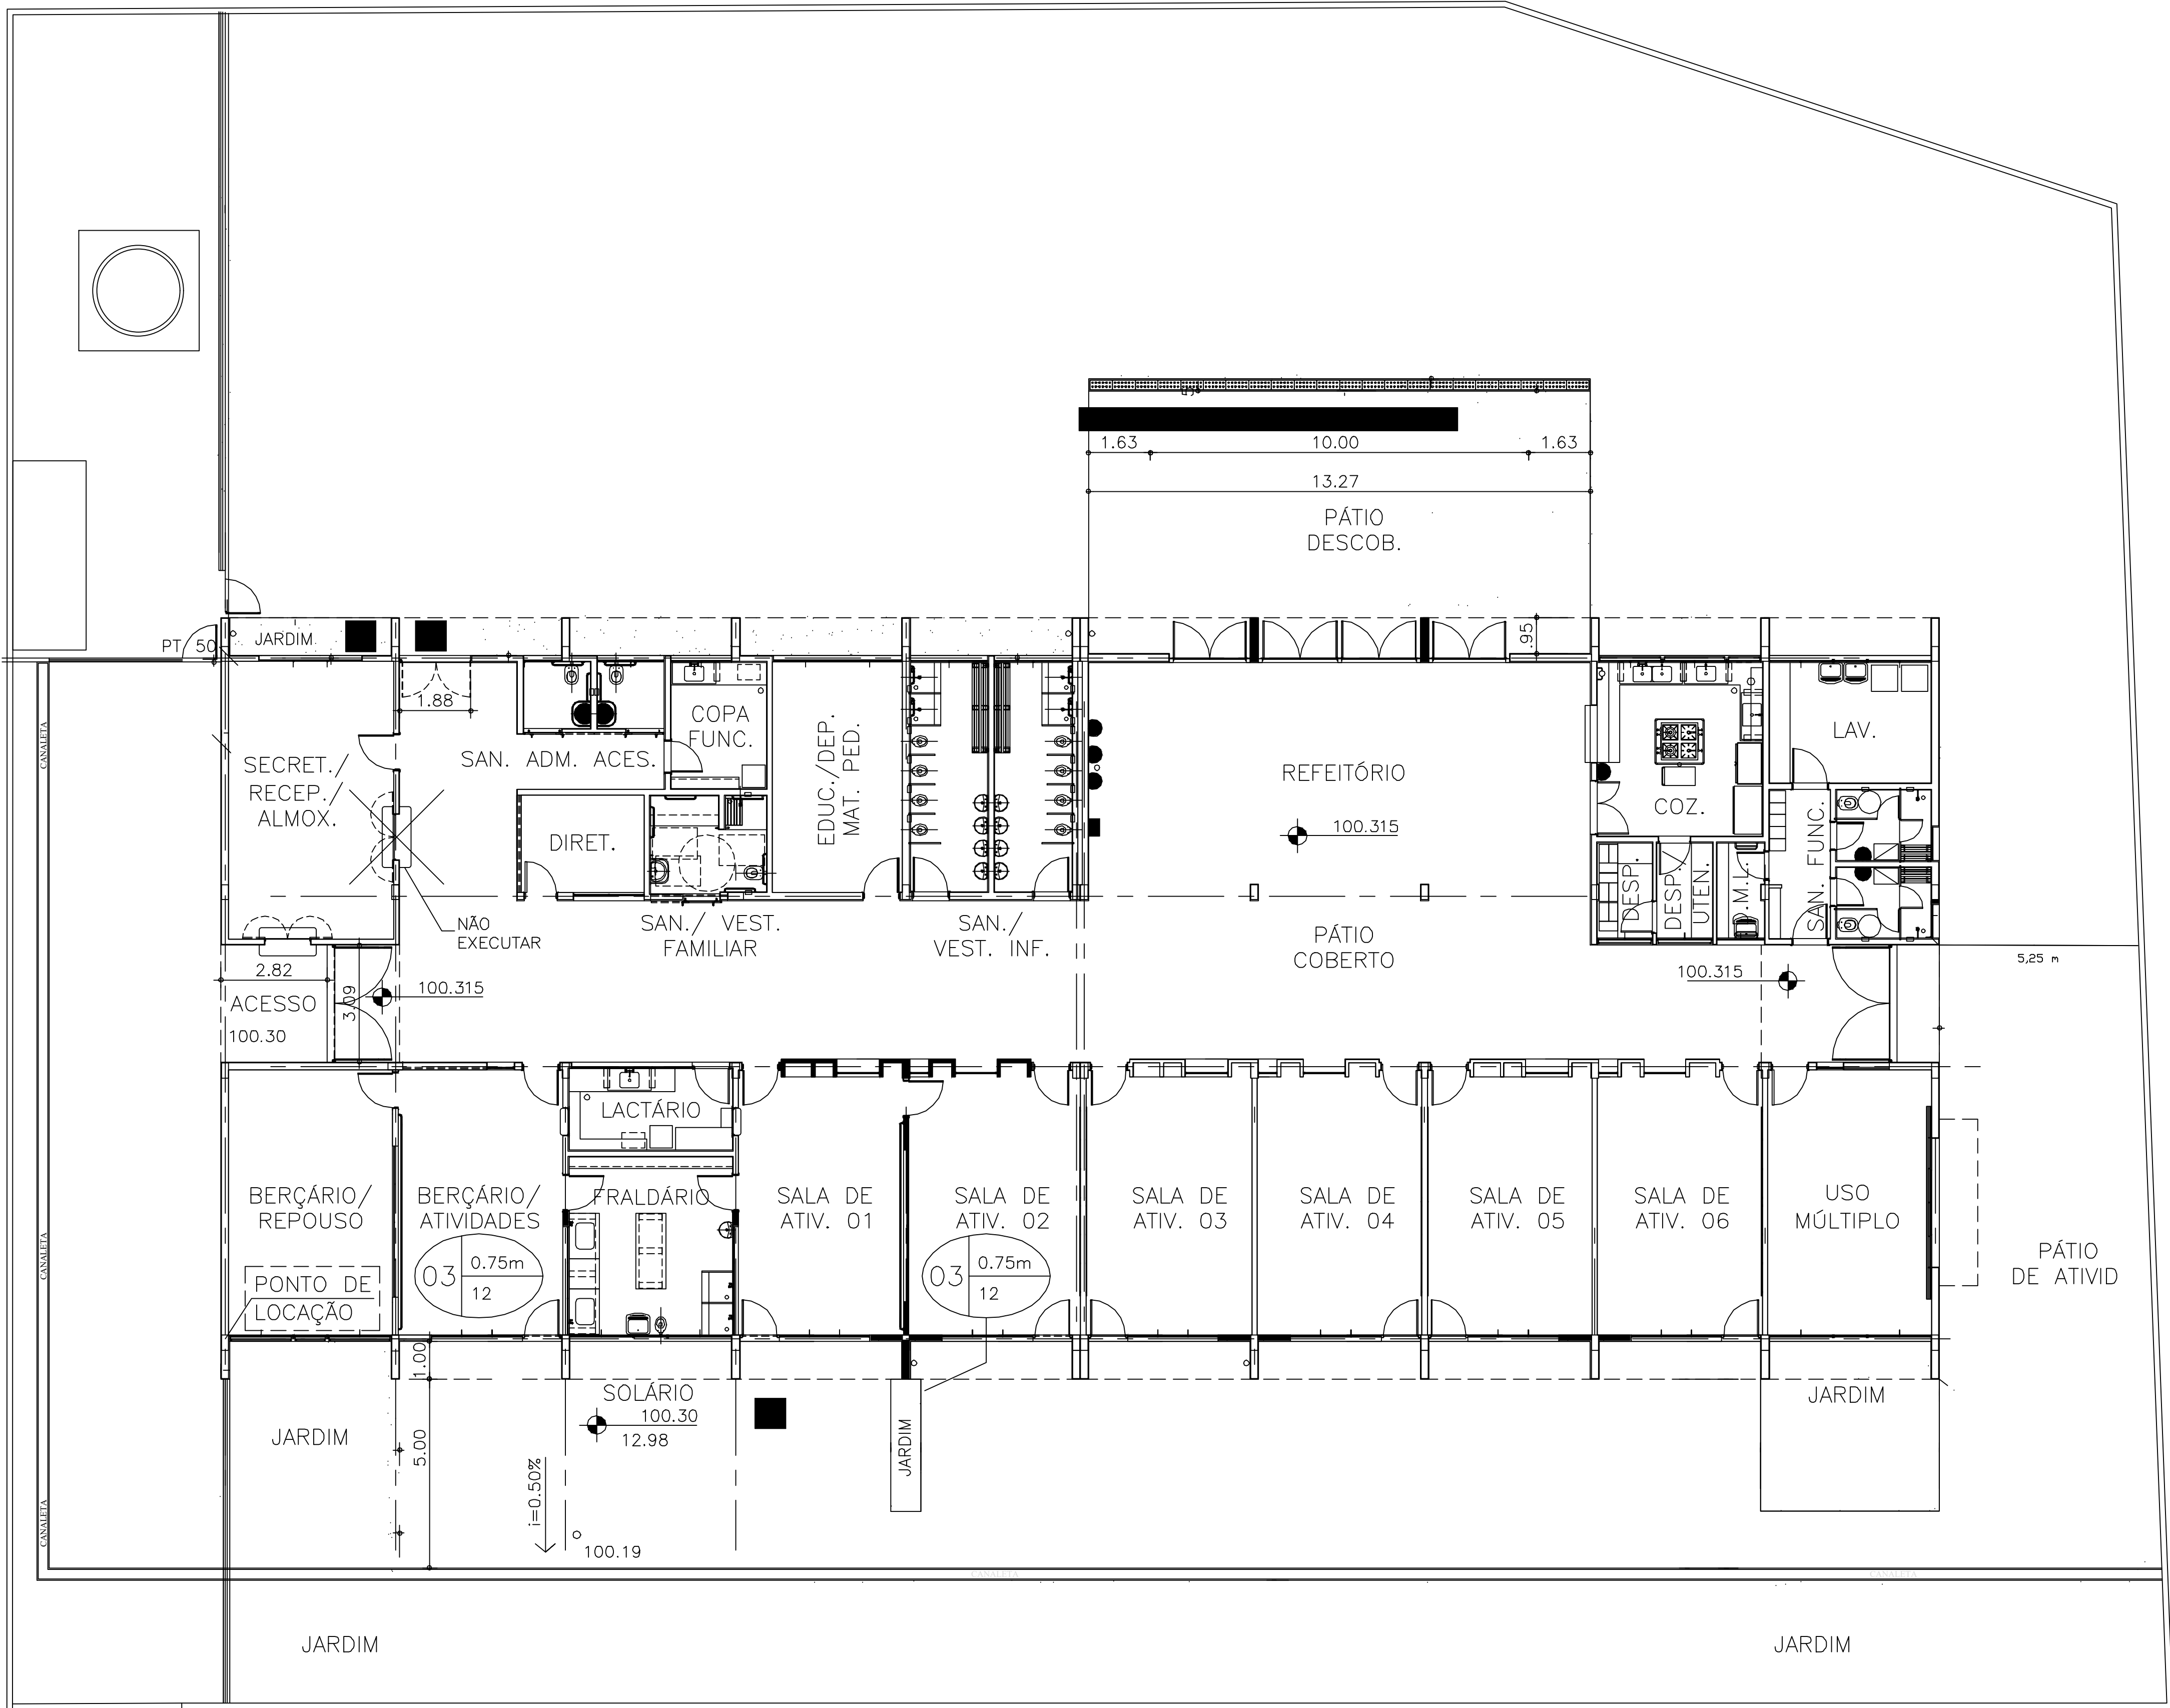 1.63
10.00
1.63
13.27
PÁTIO
DESCOB.
PT 50
JARDIM
.95
1.88
SECRET./
RECEP./
ALMOX.
SAN. ADM. ACES.
COPA
FUNC.
EDUC./DEP.
MAT. PED.
DIRET.
REFEITÓRIO
100.315
COZ.
LAV.
DESP.
DESP./
UTEN.
D.M.L.
SAN. FUNC.
NÃO
EXECUTAR
SAN./ VEST.
FAMILIAR
SAN./
VEST. INF.
PÁTIO
COBERTO
2.82
ACESSO
100.30
3.09
100.315
100.315
5,25 m
CANALETA
CANALETA
CANALETA
LACTÁRIO
BERÇÁRIO/
REPOUSO
BERÇÁRIO/
ATIVIDADES
FRALDÁRIO
SALA DE
ATIV. 01
SALA DE
ATIV. 02
SALA DE
ATIV. 03
SALA DE
ATIV. 04
SALA DE
ATIV. 05
SALA DE
ATIV. 06
USO
MÚLTIPLO
PÁTIO
DE ATIVID
PONTO DE
LOCAÇÃO
03
0.75m
12
03
0.75m
12
1.00
SOLÁRIO
100.30
12.98
JARDIM
5.00
JARDIM
JARDIM
i=0.50%
100.19
CANALETA
CANALETA
JARDIM
JARDIM